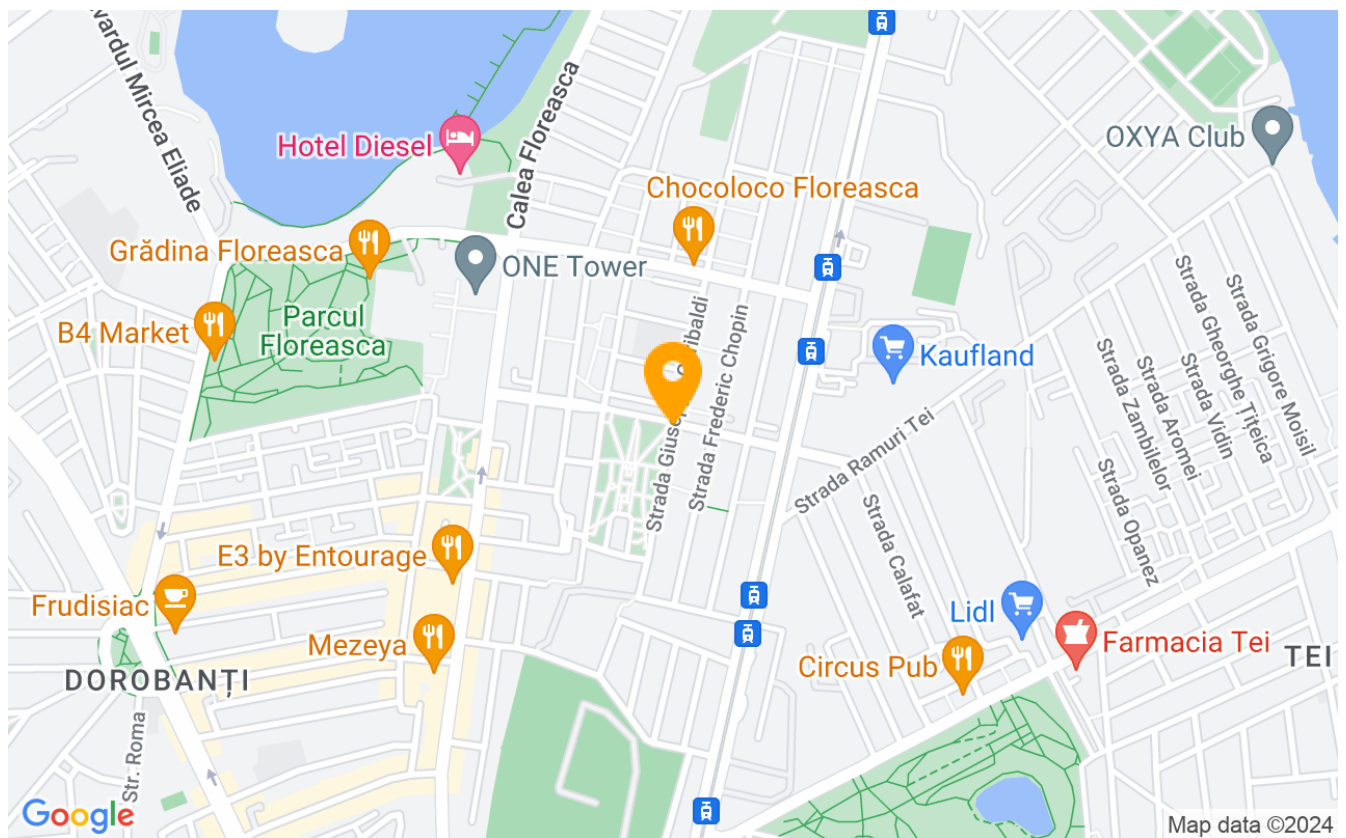 wardul Mircea Eliade
Calea Floreasca
Hotel Diesel
OXYA Club
Chocoloco Floreasca
Grădina Floreasca
ONE Tower
B4 Market
Parcul
Floreasca
Kaufland
Strada Frederic Chopin
Strada Ramuri Tei
Strada Gheorghe Țițeica
Strada Grigore Moisil
Strada Zambilelor
Strada Aromei
Strada Vidin
Strada Opanez
Strada Calafat
E3 by Entourage
Frudisiac
Mezeya
Lidl
Farmacia Tei
Circus Pub
TEI
DOROBANȚI
Str. Roma
Google
Map data ©2024